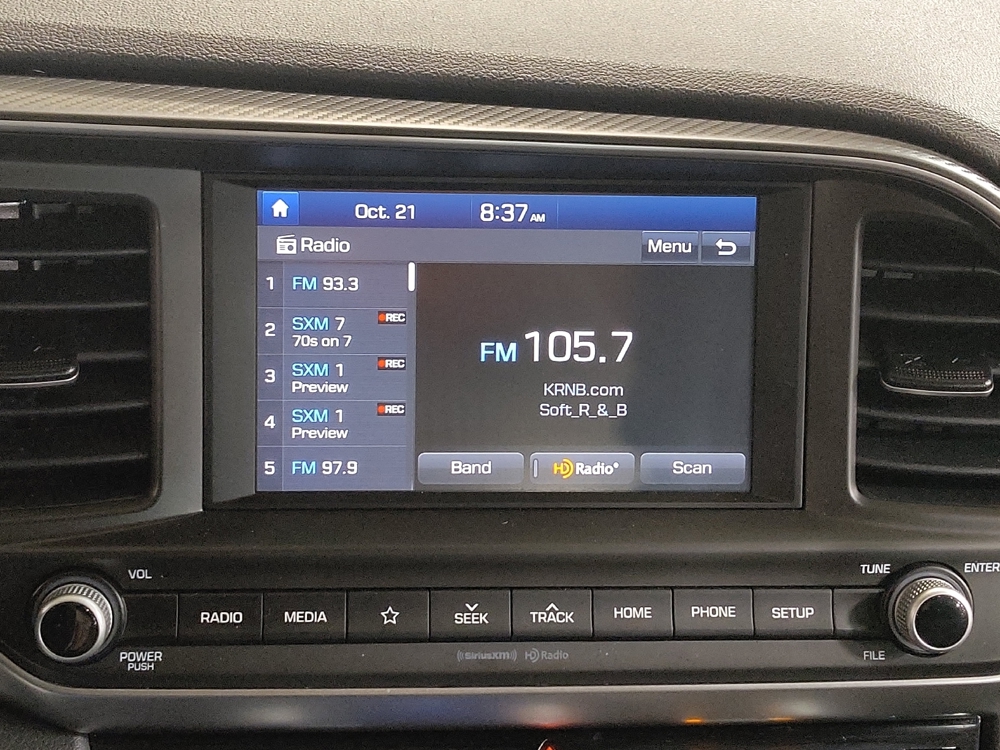 Oct. 21 8:37 AM
Radio Menu
1 FM 93.3
2 SXM 7 REC
70s on 7
3 SXM 1 REC
Preview
4 SXM 1 REC
Preview
5 FM 97.9
FM 105.7
KRNB.com
Soft_R_&_B
Band HD Radio® Scan
VOL TUNE ENTER
RADIO MEDIA SEEK TRACK HOME PHONE SETUP
POWER
PUSH
((SiriusXM)) HD Radio
FILE